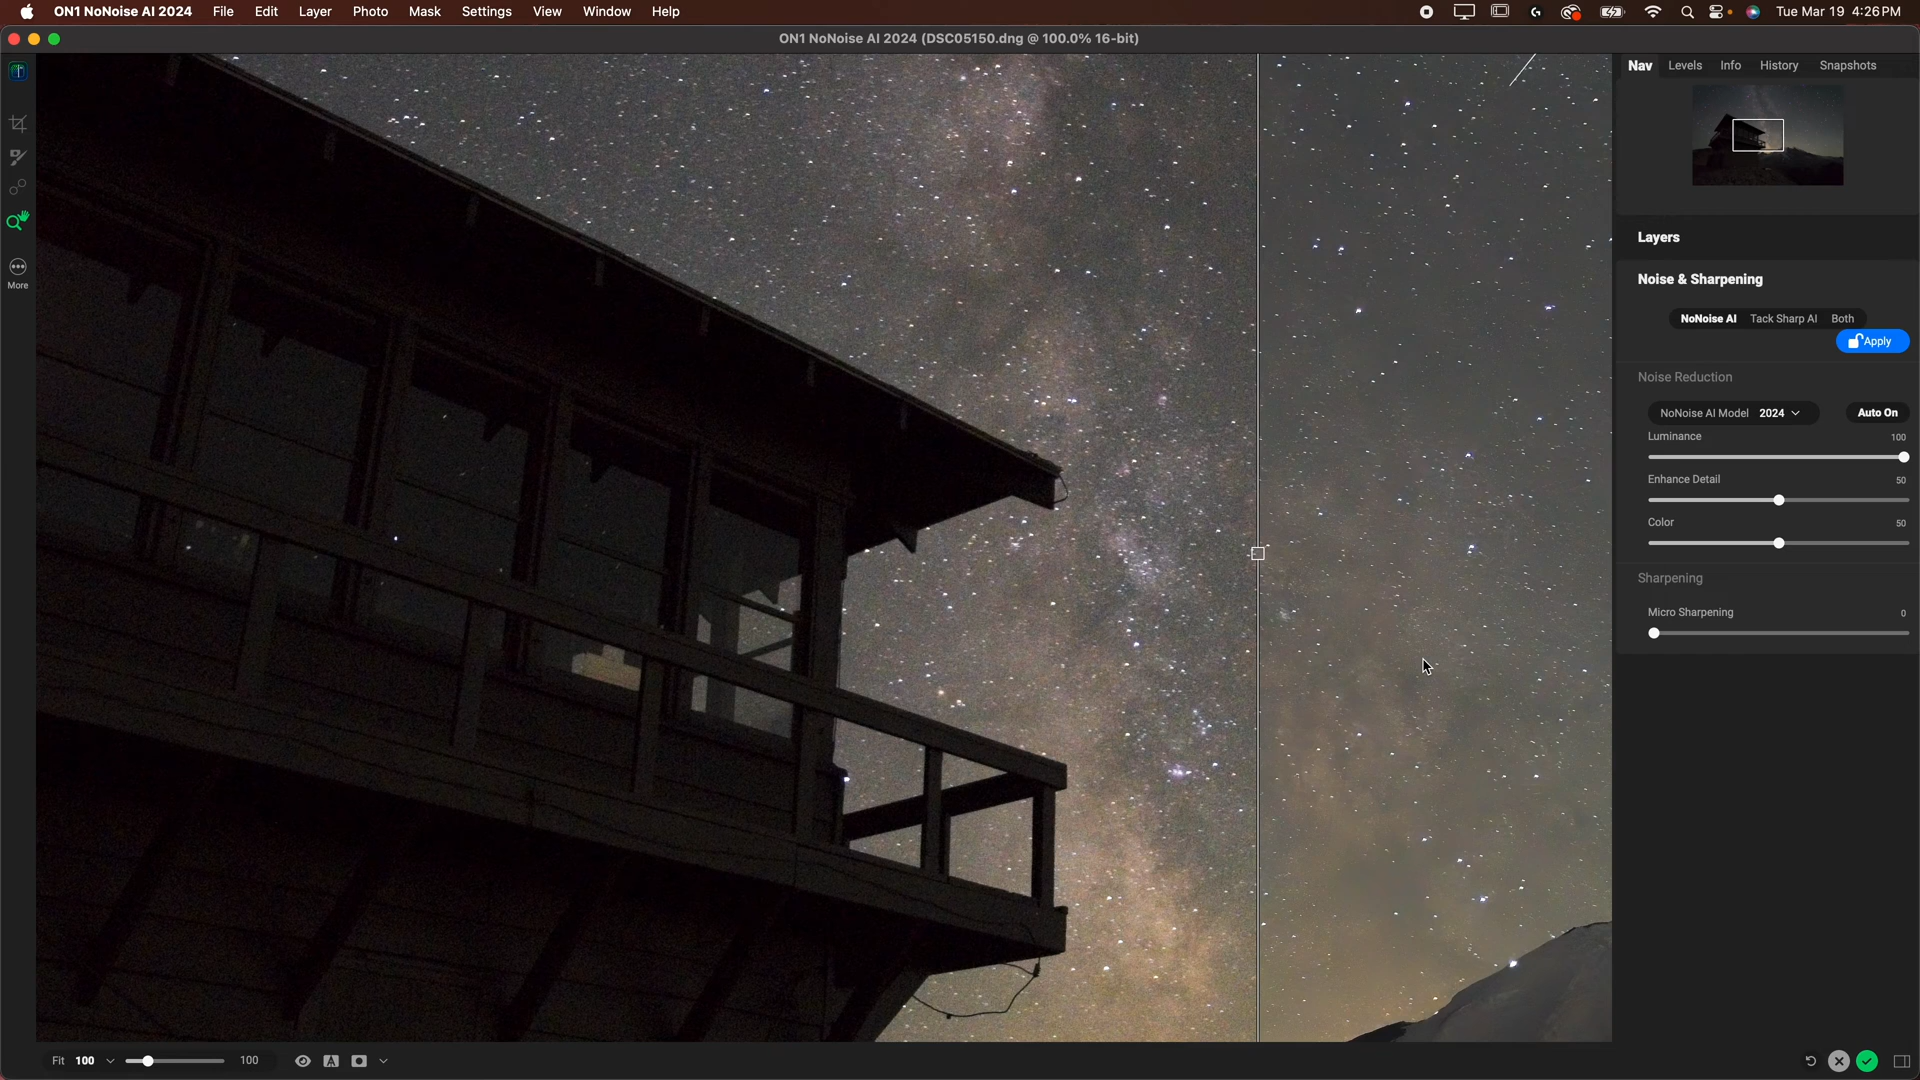 ON1 NoNoise AI 2024 File Edit Layer Photo Mask Settings View Window Help Tue Mar 19 4:26 PM
ON1 NoNoise AI 2024 (DSC05150.dng @ 100.0% 16-bit)
Nav Levels Info History Snapshots
More
Layers
Noise & Sharpening
NoNoise AI Tack Sharp AI Both
Apply
Noise Reduction
NoNoise AI Model 2024 Auto On
Luminance 100
Enhance Detail 50
Color 50
Sharpening
Micro Sharpening 0
Fit 100 100 A